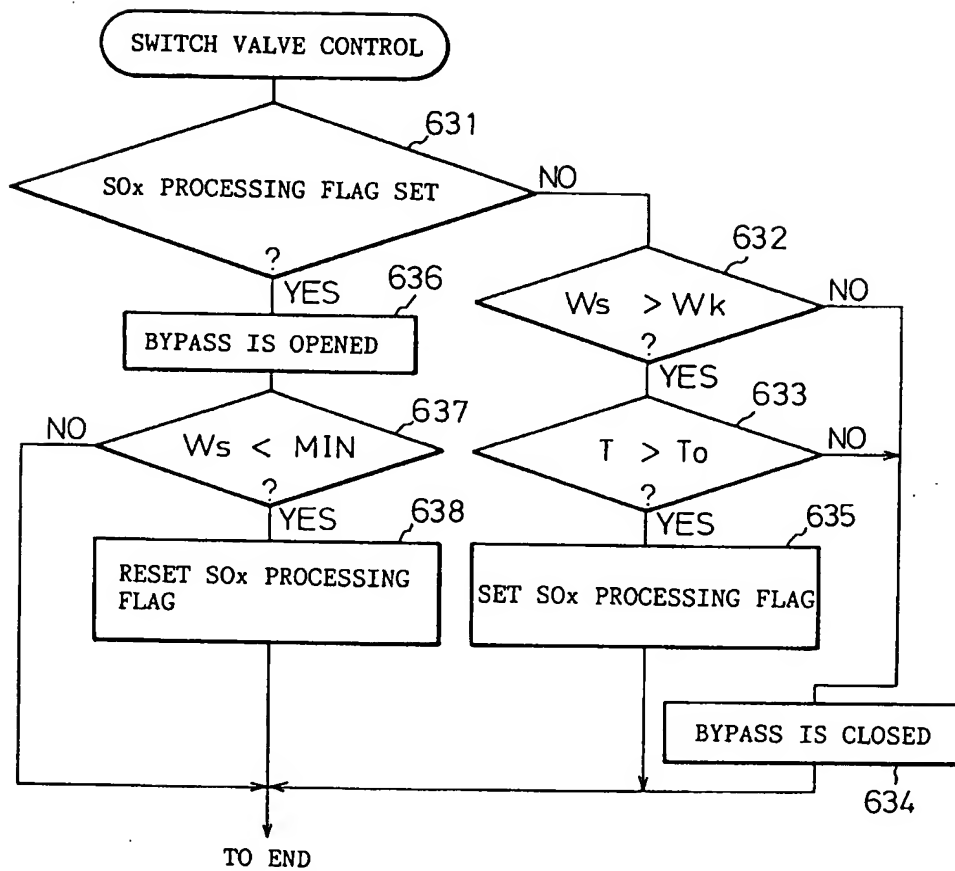 SWITCH VALVE CONTROL
631
SOx PROCESSING FLAG SET
?
NO
YES
632
Ws > Wk
?
NO
YES
636
BYPASS IS OPENED
637
Ws < MIN
?
NO
YES
633
T > To
?
NO
YES
638
RESET SOx PROCESSING
FLAG
635
SET SOx PROCESSING FLAG
BYPASS IS CLOSED
634
TO END